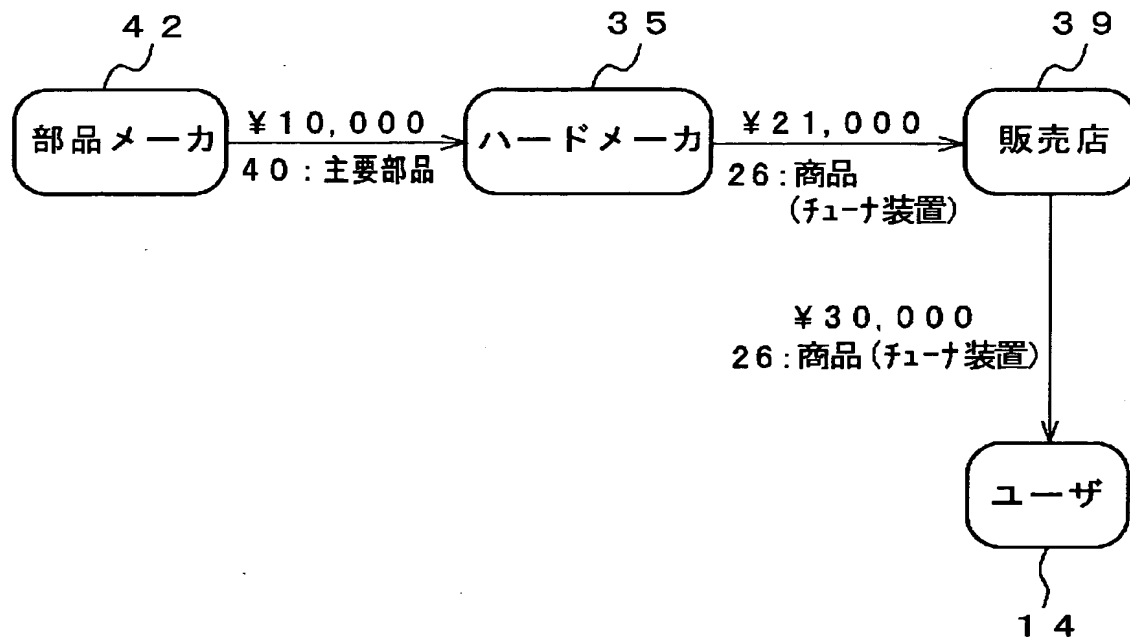 ４２
３５
３９
部品メーカ
¥10,000
４０：主要部品
ハードメーカ
¥21,000
26:商品
(チューナ装置)
販売店
¥30,000
26:商品(チューナ装置)
ユーザ
１４